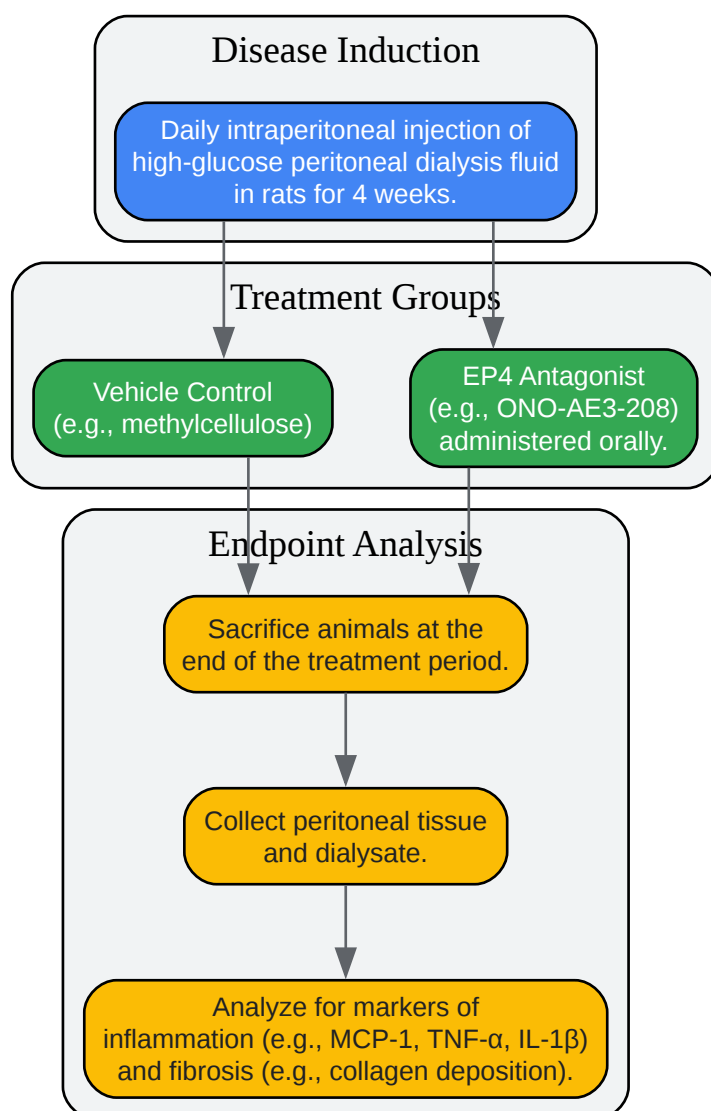 Disease Induction
Daily intraperitoneal injection of
high-glucose peritoneal dialysis fluid
in rats for 4 weeks.
Treatment Groups
Vehicle Control
(e.g., methylcellulose)
EP4 Antagonist
(e.g., ONO-AE3-208)
administered orally.
Endpoint Analysis
Sacrifice animals at the
end of the treatment period.
Collect peritoneal tissue
and dialysate.
Analyze for markers of
inflammation (e.g., MCP-1, TNF-α, IL-1β)
and fibrosis (e.g., collagen deposition).